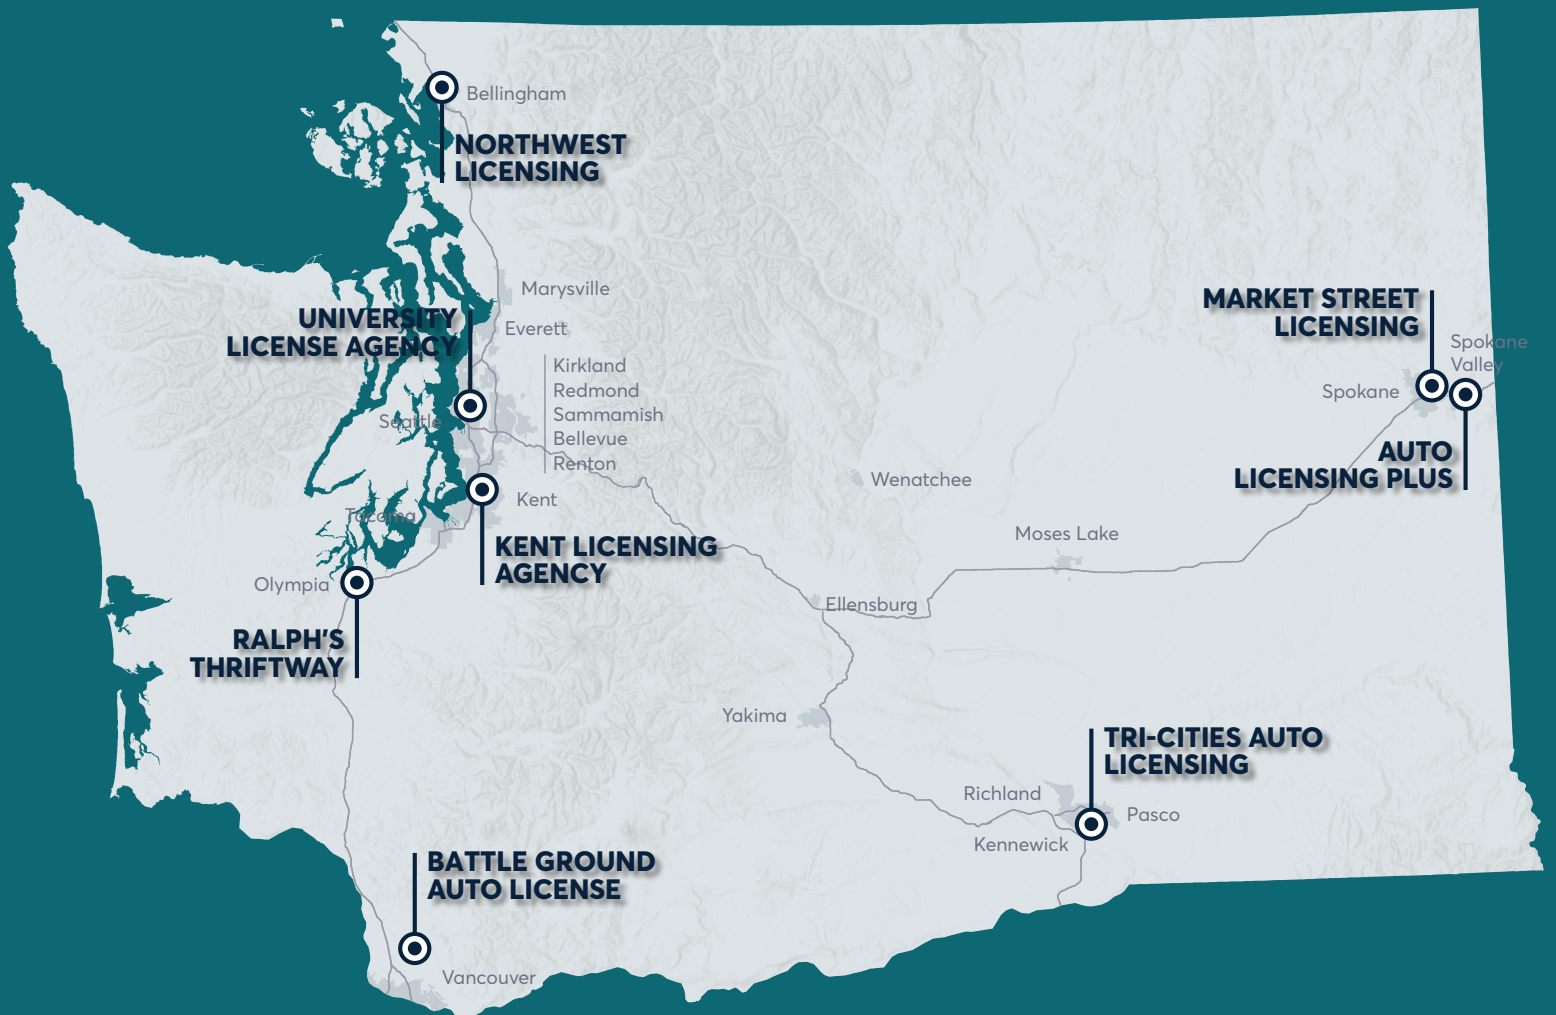 Bellingham
NORTHWEST
LICENSING
Marysville
UNIVERSITY
LICENSE AGENCY
Everett
Kirkland
Redmond
Sammamish
Bellevue
Renton
Seattle
MARKET STREET
LICENSING
Spokane
Valley
Spokane
AUTO
LICENSING PLUS
Wenatchee
Kent
Tacoma
KENT LICENSING
AGENCY
Moses Lake
Olympia
Ellensburg
RALPH'S
THRIFTWAY
Yakima
TRI-CITIES AUTO
LICENSING
Richland
Pasco
Kennewick
BATTLE GROUND
AUTO LICENSE
Vancouver